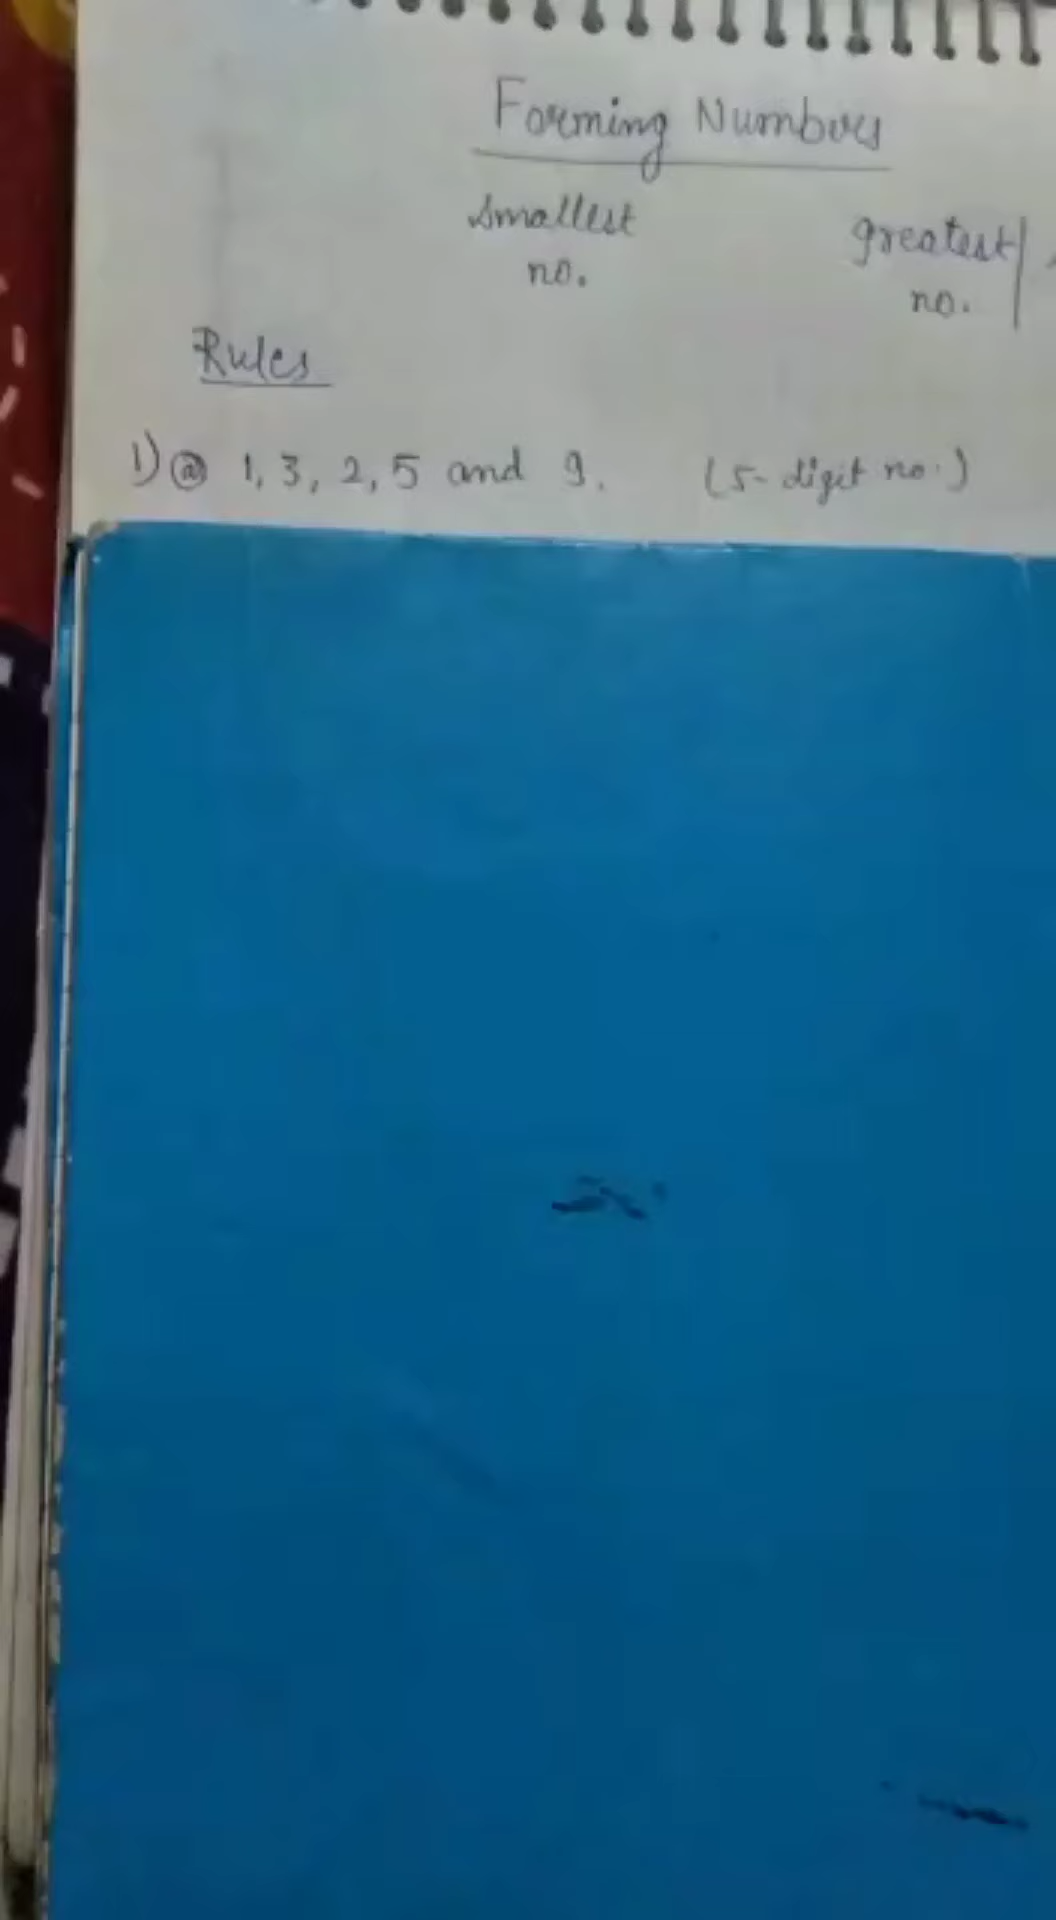 Forming Numbers
Smallest no.
greatest no.
Rules
1) (a) 1, 3, 2, 5 and 9. (5-digit no.)